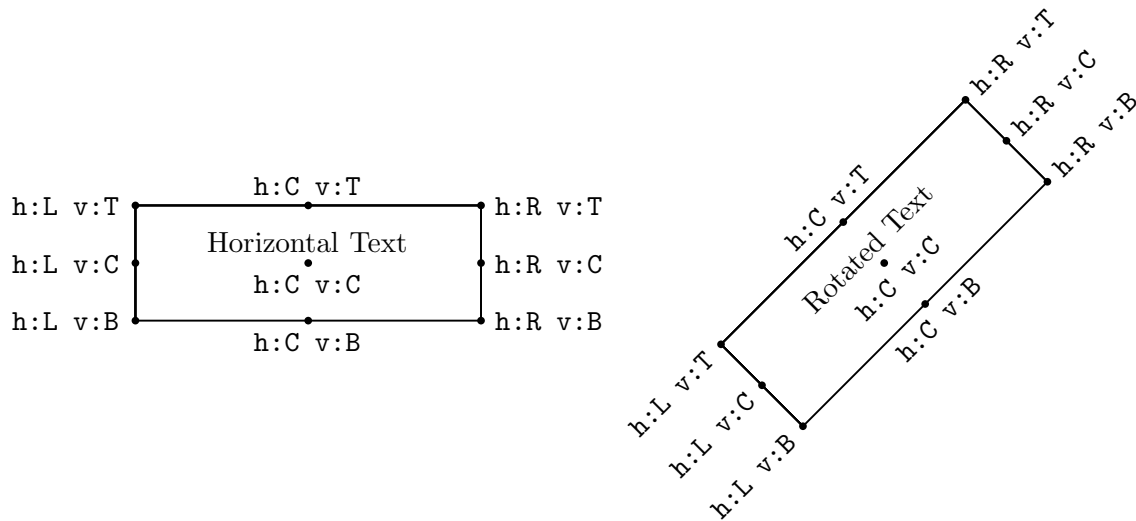 h:C v:T
h:L v:T
h:R v:T
Horizontal Text
h:L v:C
h:R v:C
h:C v:C
h:L v:B
h:R v:B
h:C v:B
h:R v:T
h:R v:C
h:R v:B
h:C v:T
Rotated Text
h:C v:C
h:C v:B
h:L v:T
h:L v:C
h:L v:B